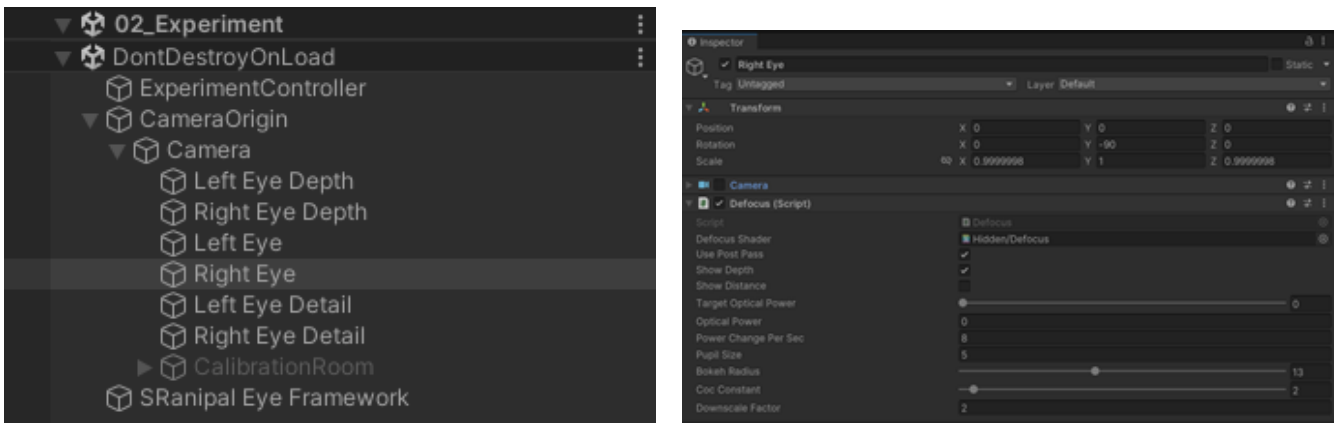 02_Experiment
DontDestroyOnLoad
ExperimentController
CameraOrigin
Camera
Left Eye Depth
Right Eye Depth
Left Eye
Right Eye
Left Eye Detail
Right Eye Detail
CalibrationRoom
SRanipal Eye Framework
Inspector
Right Eye Static
Tag Untagged Layer Default
Transform
Position X 0 Y 0 Z 0
Rotation X 0 Y -90 Z 0
Scale X 0.9999998 Y 1 Z 0.9999998
Camera
Defocus (Script)
Script Defocus
Defocus Shader Hidden/Defocus
Use Post Pass
Show Depth
Show Distance
Target Optical Power 0
Optical Power 0
Power Change Per Sec 8
Pupil Size 5
Bokeh Radius 13
Coc Constant 2
Downscale Factor 2